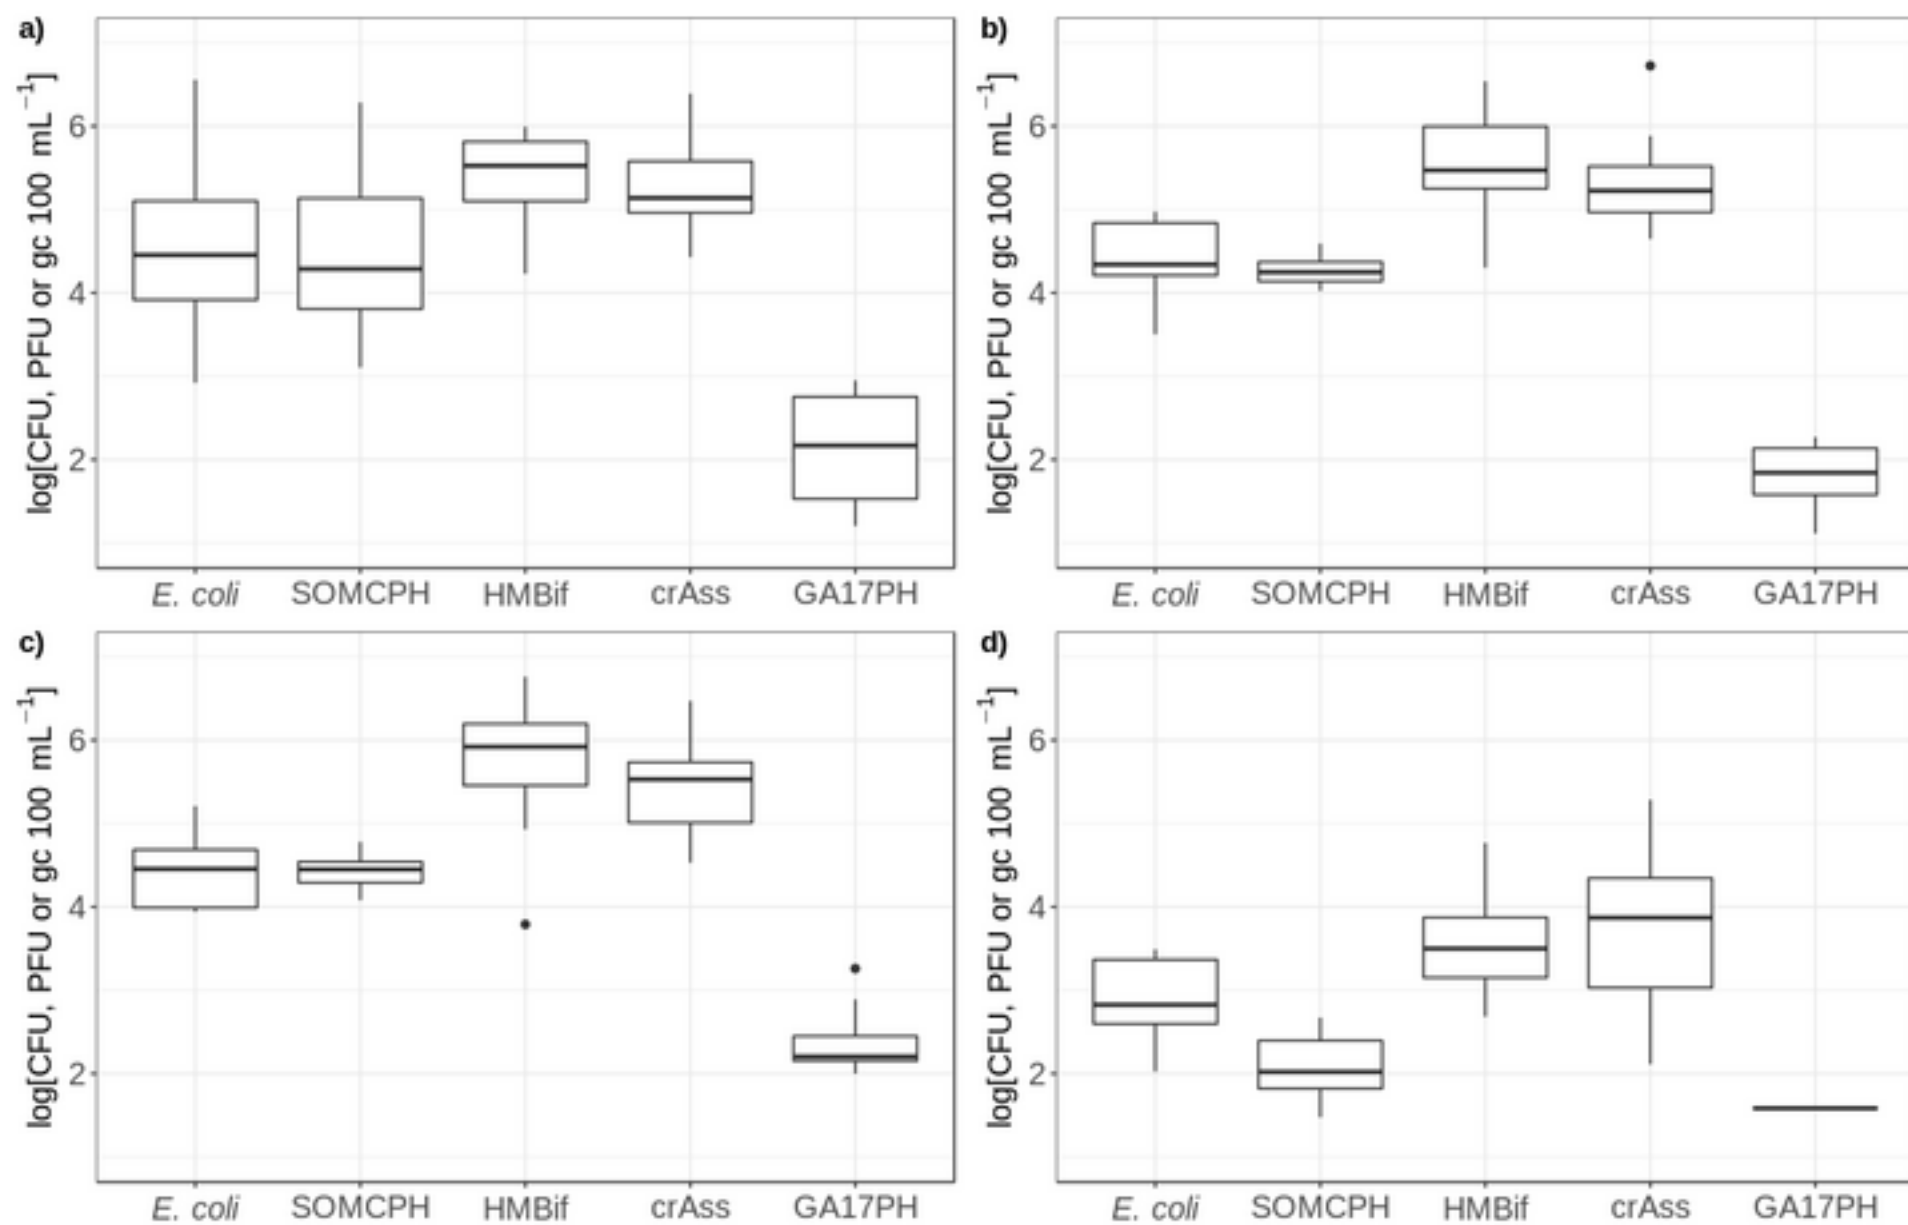 a)
log[CFU, PFU or gc 100 mL⁻¹]
6
4
2
E. coli SOMCPH HMBif crAss GA17PH
b)
log[CFU, PFU or gc 100 mL⁻¹]
6
4
2
E. coli SOMCPH HMBif crAss GA17PH
c)
log[CFU, PFU or gc 100 mL⁻¹]
6
4
2
E. coli SOMCPH HMBif crAss GA17PH
d)
log[CFU, PFU or gc 100 mL⁻¹]
6
4
2
E. coli SOMCPH HMBif crAss GA17PH